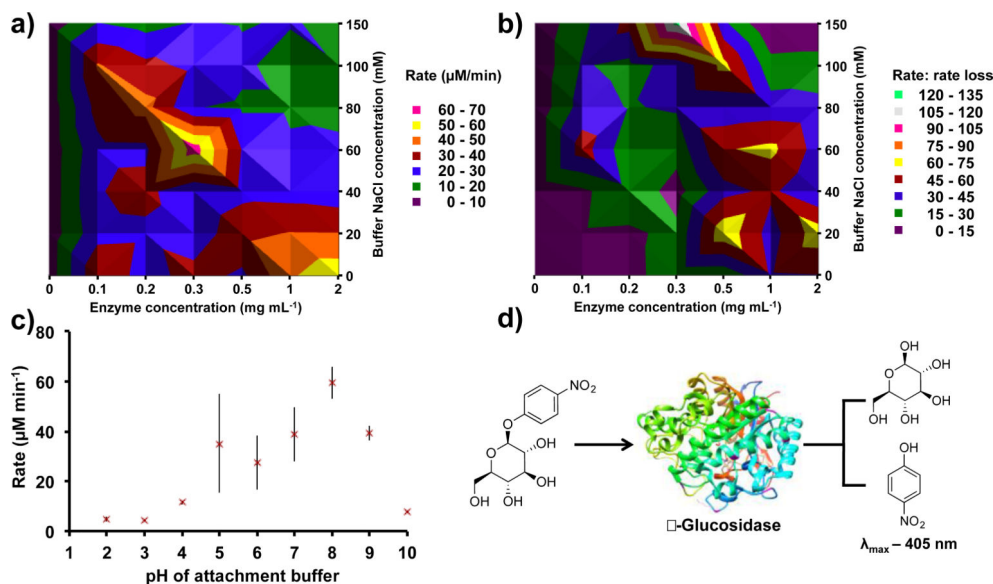 a)
150
100
80
60
40
20
0
Buffer NaCl concentration (mM)
0 0.1 0.2 0.3 0.5 1 2
Enzyme concentration (mg mL⁻¹)
Rate (µM/min)
60 - 70
50 - 60
40 - 50
30 - 40
20 - 30
10 - 20
0 - 10
b)
150
100
80
60
40
20
0
Buffer NaCl concentration (mM)
0 0.1 0.2 0.3 0.5 1 2
Enzyme concentration (mg mL⁻¹)
Rate: rate loss
120 - 135
105 - 120
90 - 105
75 - 90
60 - 75
45 - 60
30 - 45
15 - 30
0 - 15
c)
Rate (µM min⁻¹)
80
60
40
20
0
1 2 3 4 5 6 7 8 9 10
pH of attachment buffer
d)
NO₂
O
O OH
OH
OH OH
□-Glucosidase
OH
O OH
OH
OH OH
OH
NO₂
λmax – 405 nm